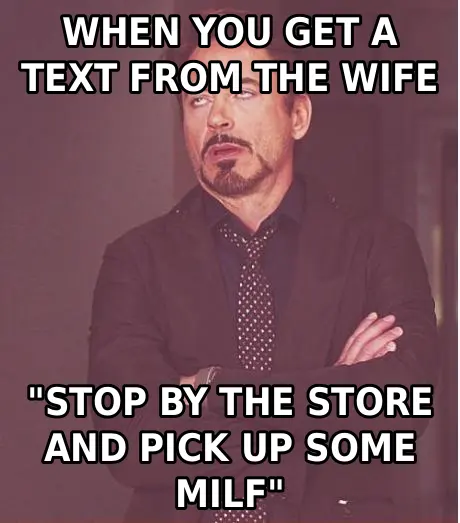 WHEN YOU GET A
TEXT FROM THE WIFE
"STOP BY THE STORE
AND PICK UP SOME
MILF"